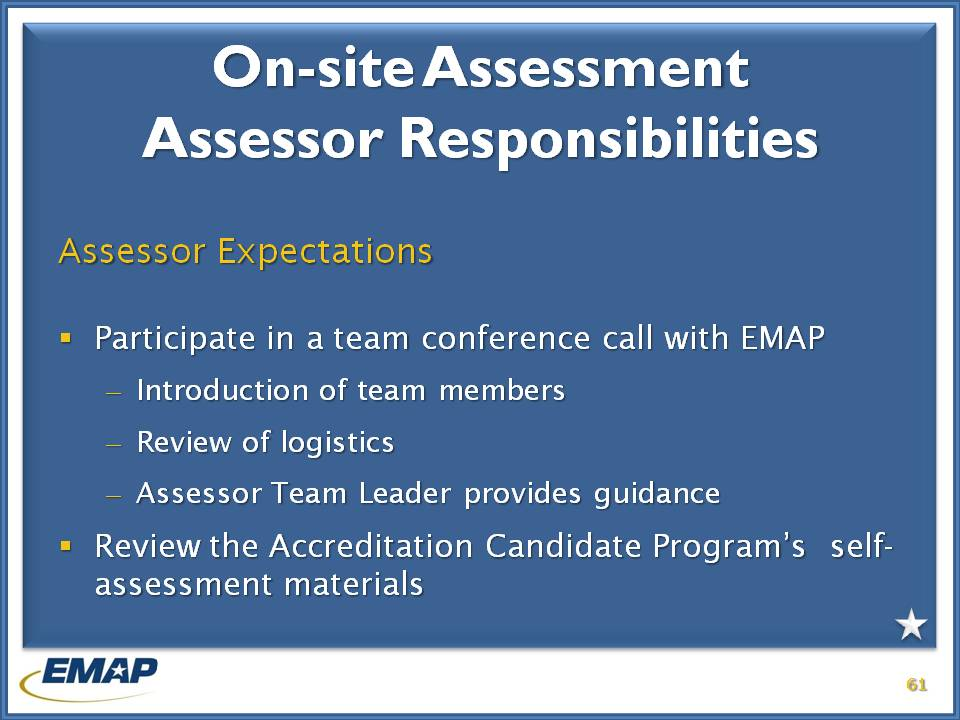 On-site Assessment
Assessor Responsibilities
Assessor Expectations
▪ Participate in a team conference call with EMAP
– Introduction of team members
– Review of logistics
– Assessor Team Leader provides guidance
▪ Review the Accreditation Candidate Program’s self-
assessment materials
EMAP
61